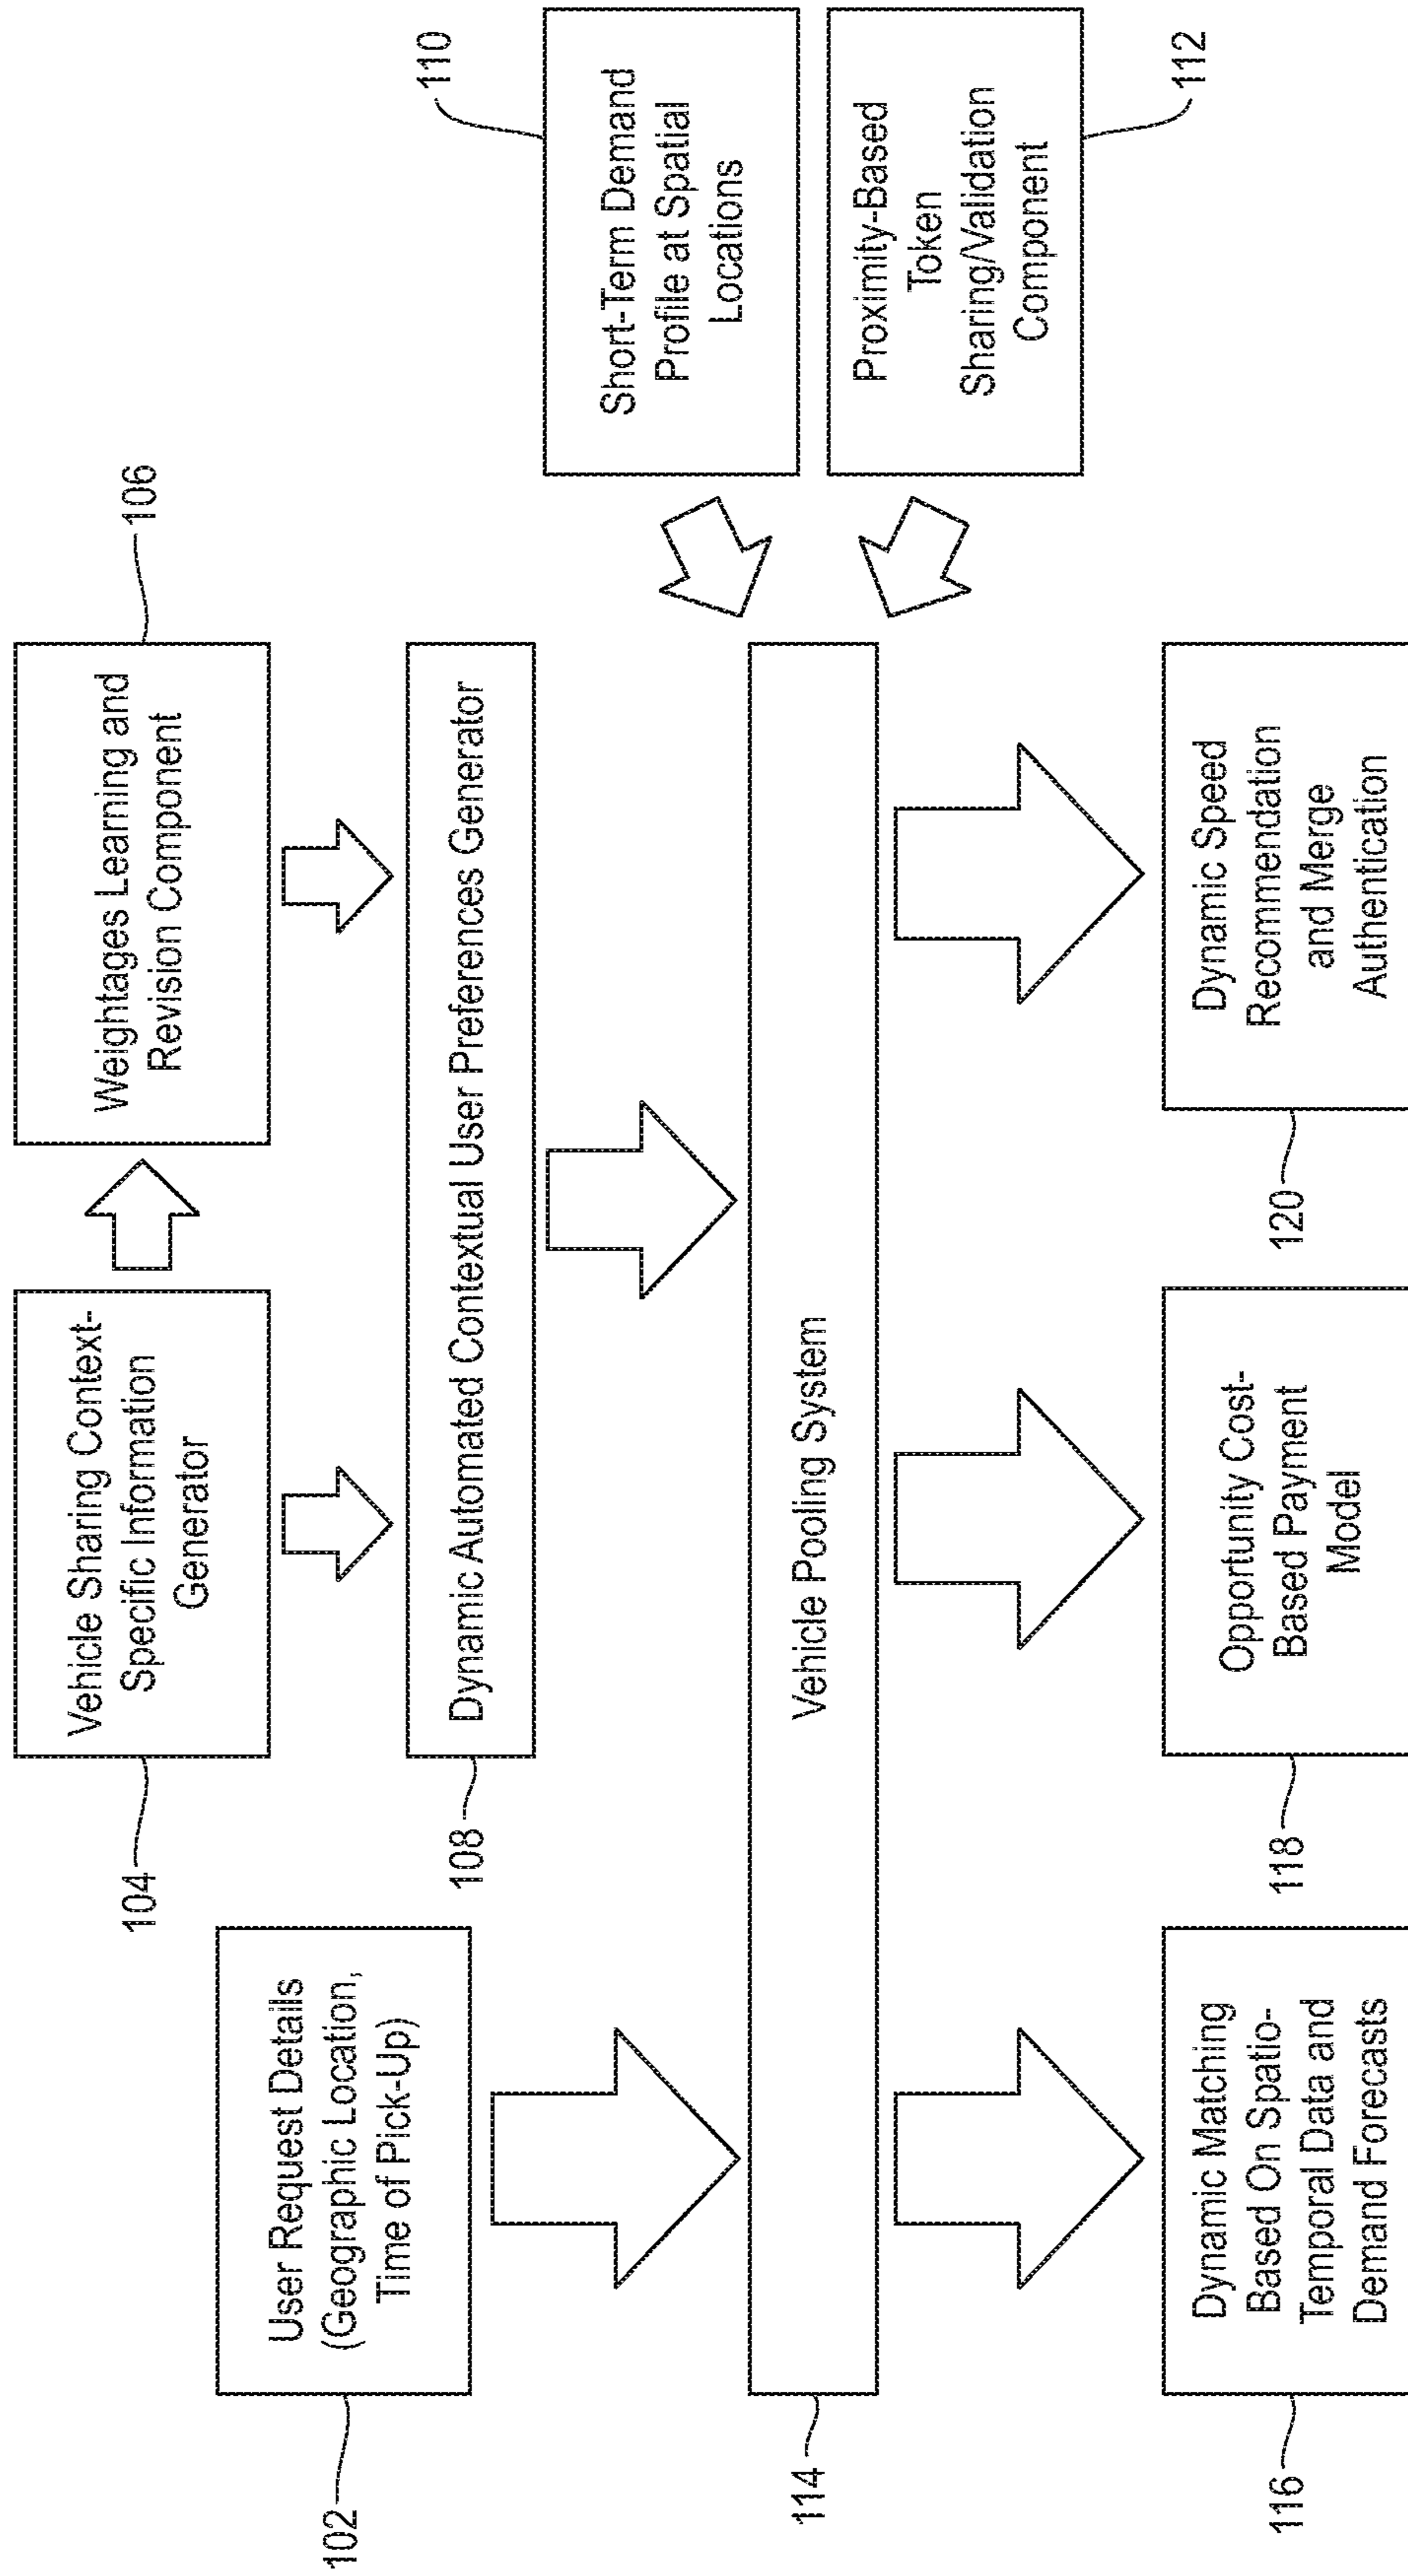 104
Vehicle Sharing Context-
Specific Information
Generator
106
Weightages Learning and
Revision Component
102
User Request Details
(Geographic Location,
Time of Pick-Up)
108
Dynamic Automated Contextual User Preferences Generator
110
Short-Term Demand
Profile at Spatial
Locations
114
Vehicle Pooling System
Proximity-Based
Token
Sharing/Validation
Component
112
116
Dynamic Matching
Based On Spatio-
Temporal Data and
Demand Forecasts
118
Opportunity Cost-
Based Payment
Model
120
Dynamic Speed
Recommendation
and Merge
Authentication